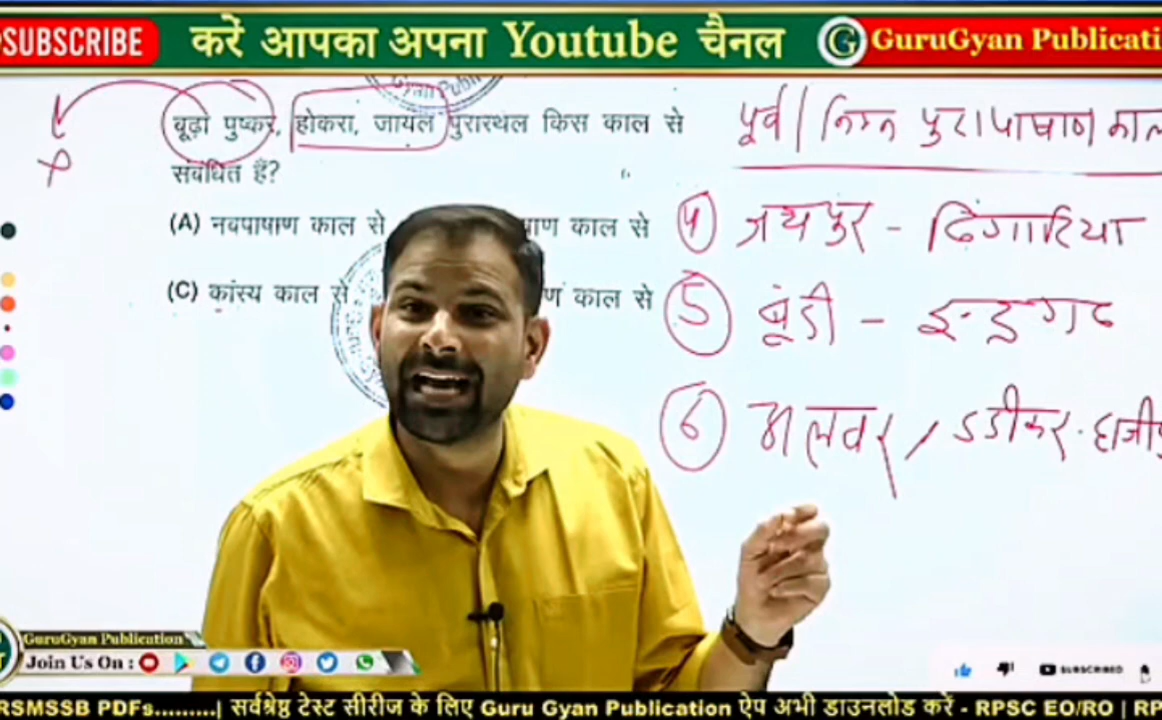 SUBSCRIBE करें आपका अपना Youtube चैनल G GuruGyan Publicati
बूढ़ा पुष्कर, होकरा, जायल पुरास्थल किस काल से
संबंधित हैं?
(A) नवपाषाण काल से
षाण काल से
(C) कांस्य काल से
ण काल से
पूर्व / निम्न पुरापाषाण काल
4 जयपुर - ढिगारिया
5 बूंदी - इन्द्रगढ
6 अलवर / डडीकर
GuruGyan Publication
Join Us On :
SUBSCRIBED
RSMSSB PDFs.........| सर्वश्रेष्ठ टेस्ट सीरीज के लिए Guru Gyan Publication ऐप अभी डाउनलोड करें - RPSC EO/RO | RP